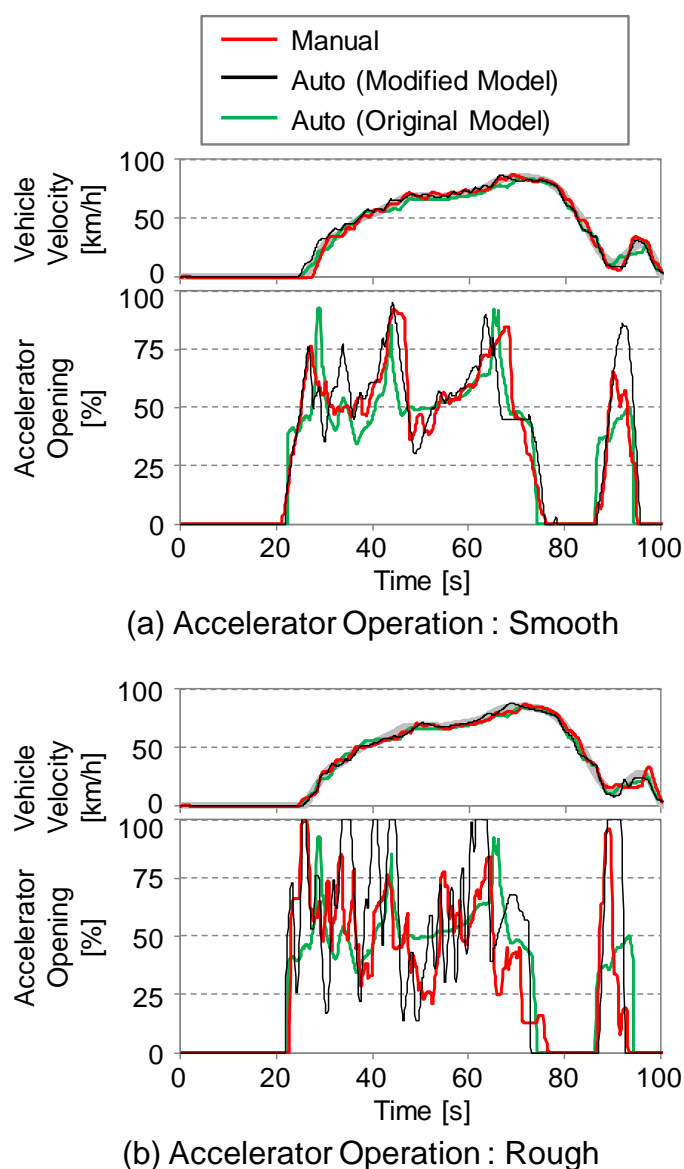 Manual
Auto (Modified Model)
Auto (Original Model)
Vehicle
Velocity
[km/h]
100
50
0
Accelerator
Opening
[%]
100
75
50
25
0
0 20 40 60 80 100
Time [s]
(a) Accelerator Operation : Smooth
Vehicle
Velocity
[km/h]
100
50
0
Accelerator
Opening
[%]
100
75
50
25
0
0 20 40 60 80 100
Time [s]
(b) Accelerator Operation : Rough